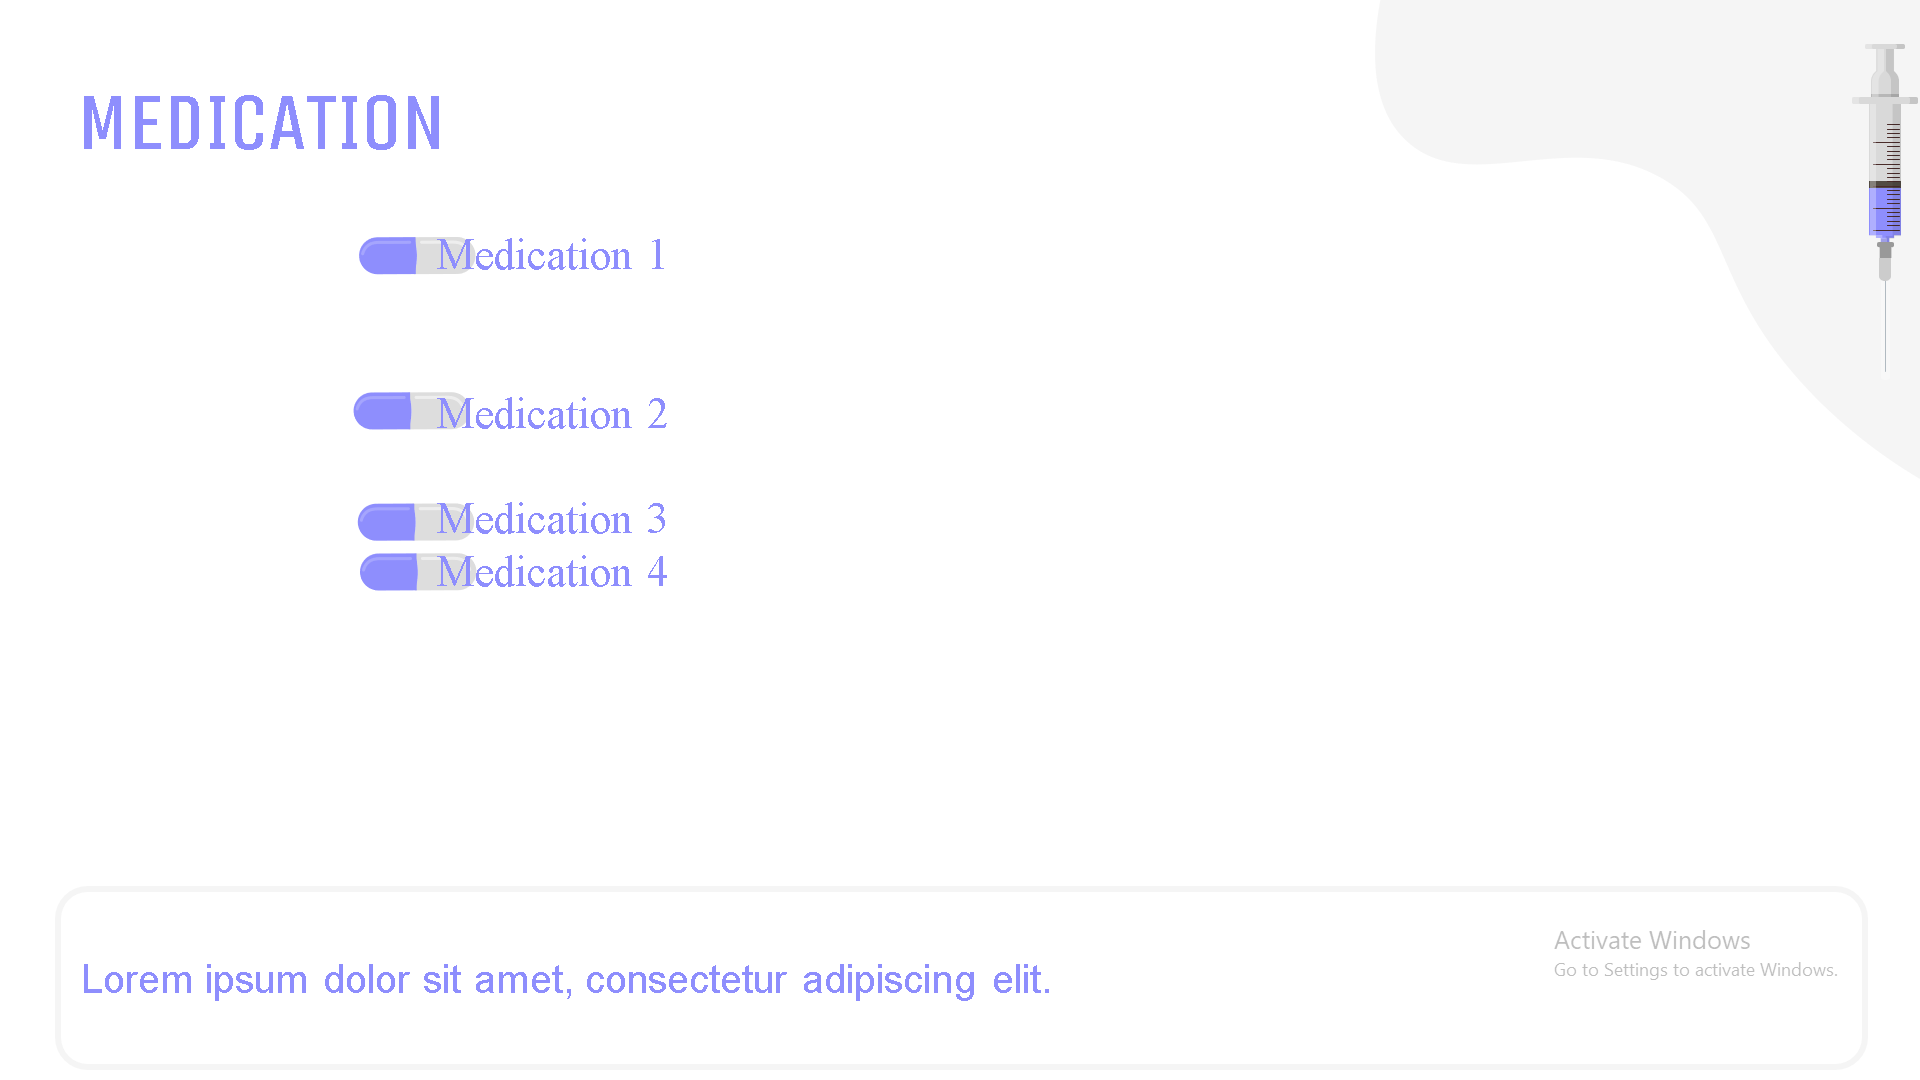 MEDICATION
Medication 1
Medication 2
Medication 3
Medication 4
Lorem ipsum dolor sit amet, consectetur adipiscing elit.
Activate Windows
Go to Settings to activate Windows.